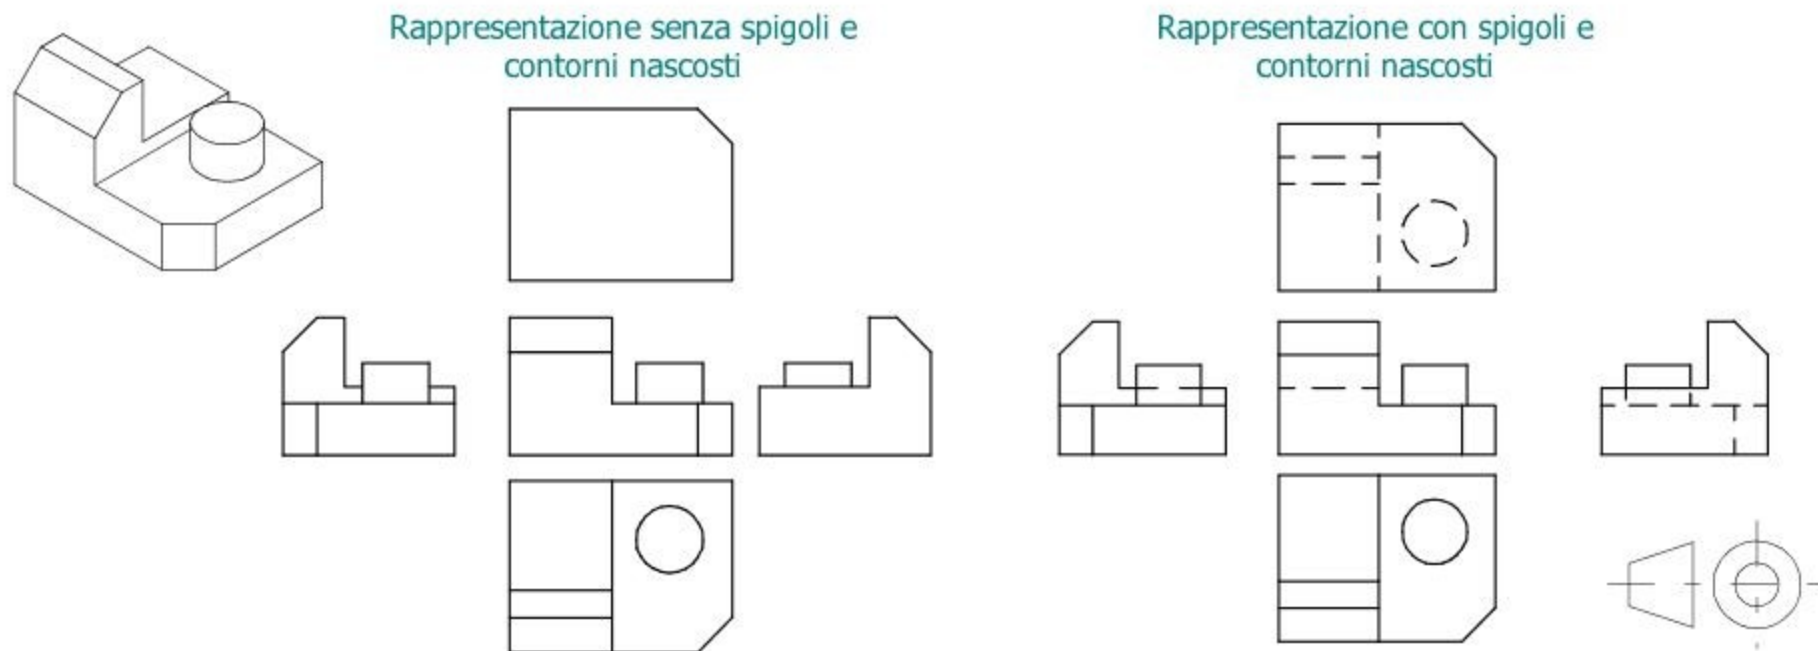 Rappresentazione senza spigoli e
contorni nascosti
Rappresentazione con spigoli e
contorni nascosti